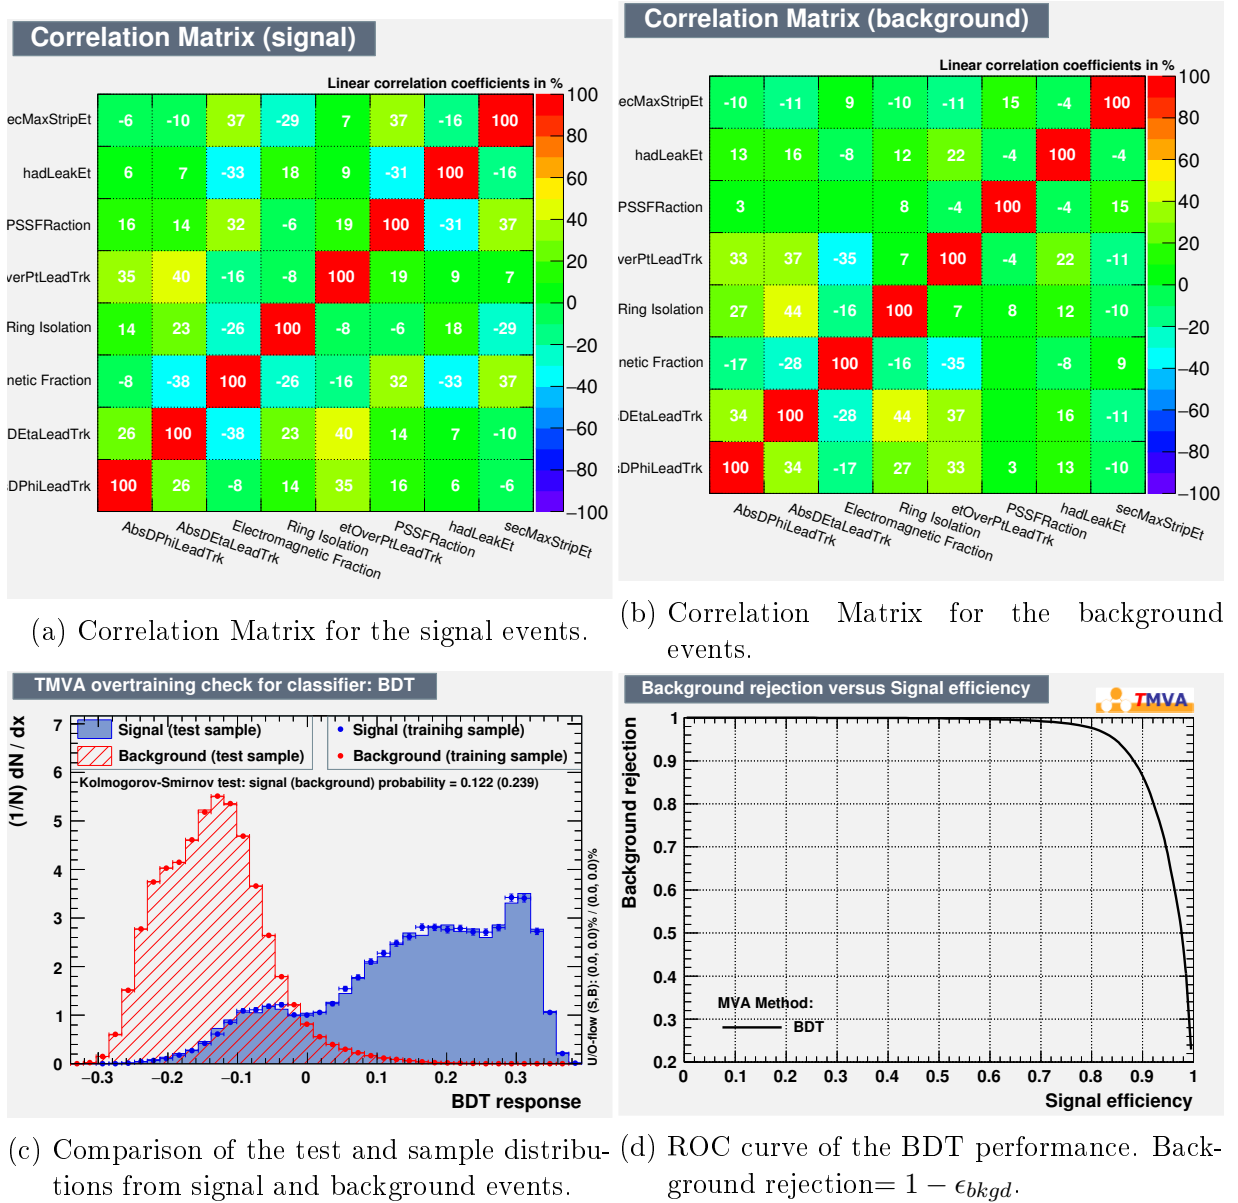 Correlation Matrix (signal)
Linear correlation coefficients in %
ecMaxStripEt -6 -10 37 -29 7 37 -16 100
hadLeakEt 6 7 -33 18 9 -31 100 -16
PSSFRaction 16 14 32 -6 19 100 -31 37
verPtLeadTrk 35 40 -16 -8 100 19 9 7
Ring Isolation 14 23 -26 100 -8 -6 18 -29
netic Fraction -8 -38 100 -26 -16 32 -33 37
DEtaLeadTrk 26 100 -38 23 40 14 7 -10
DPhiLeadTrk 100 26 -8 14 35 16 6 -6
100
80
60
40
20
0
−20
−40
−60
−80
−100
AbsDPhiLeadTrk
AbsDEtaLeadTrk
Electromagnetic Fraction
Ring Isolation
etOverPtLeadTrk
PSSFRaction
hadLeakEt
secMaxStripEt
(a) Correlation Matrix for the signal events.
Correlation Matrix (background)
Linear correlation coefficients in %
ecMaxStripEt -10 -11 9 -10 -11 15 -4 100
hadLeakEt 13 16 -8 12 22 -4 100 -4
PSSFRaction 3 8 -4 100 -4 15
verPtLeadTrk 33 37 -35 7 100 -4 22 -11
Ring Isolation 27 44 -16 100 7 8 12 -10
netic Fraction -17 -28 100 -16 -35 -8 9
sDEtaLeadTrk 34 100 -28 44 37 16 -11
sDPhiLeadTrk 100 34 -17 27 33 3 13 -10
100
80
60
40
20
0
−20
−40
−60
−80
−100
AbsDPhiLeadTrk
AbsDEtaLeadTrk
Electromagnetic Fraction
Ring Isolation
etOverPtLeadTrk
PSSFRaction
hadLeakEt
secMaxStripEt
(b) Correlation Matrix for the background
events.
TMVA overtraining check for classifier: BDT
(1/N) dN / dx
7
6
5
4
3
2
1
0
Signal (test sample)
Background (test sample)
Signal (training sample)
Background (training sample)
Kolmogorov-Smirnov test: signal (background) probability = 0.122 (0.239)
U/O-flow (S,B): (0.0, 0.0)% / (0.0, 0.0)%
−0.3 −0.2 −0.1 0 0.1 0.2 0.3
BDT response
(c) Comparison of the test and sample distribu-
tions from signal and background events.
Background rejection versus Signal efficiency
TMVA
Background rejection
1
0.9
0.8
0.7
0.6
0.5
0.4
0.3
0.2
MVA Method:
BDT
0 0.1 0.2 0.3 0.4 0.5 0.6 0.7 0.8 0.9 1
Signal efficiency
(d) ROC curve of the BDT performance. Back-
ground rejection= 1 − ϵbkgd.